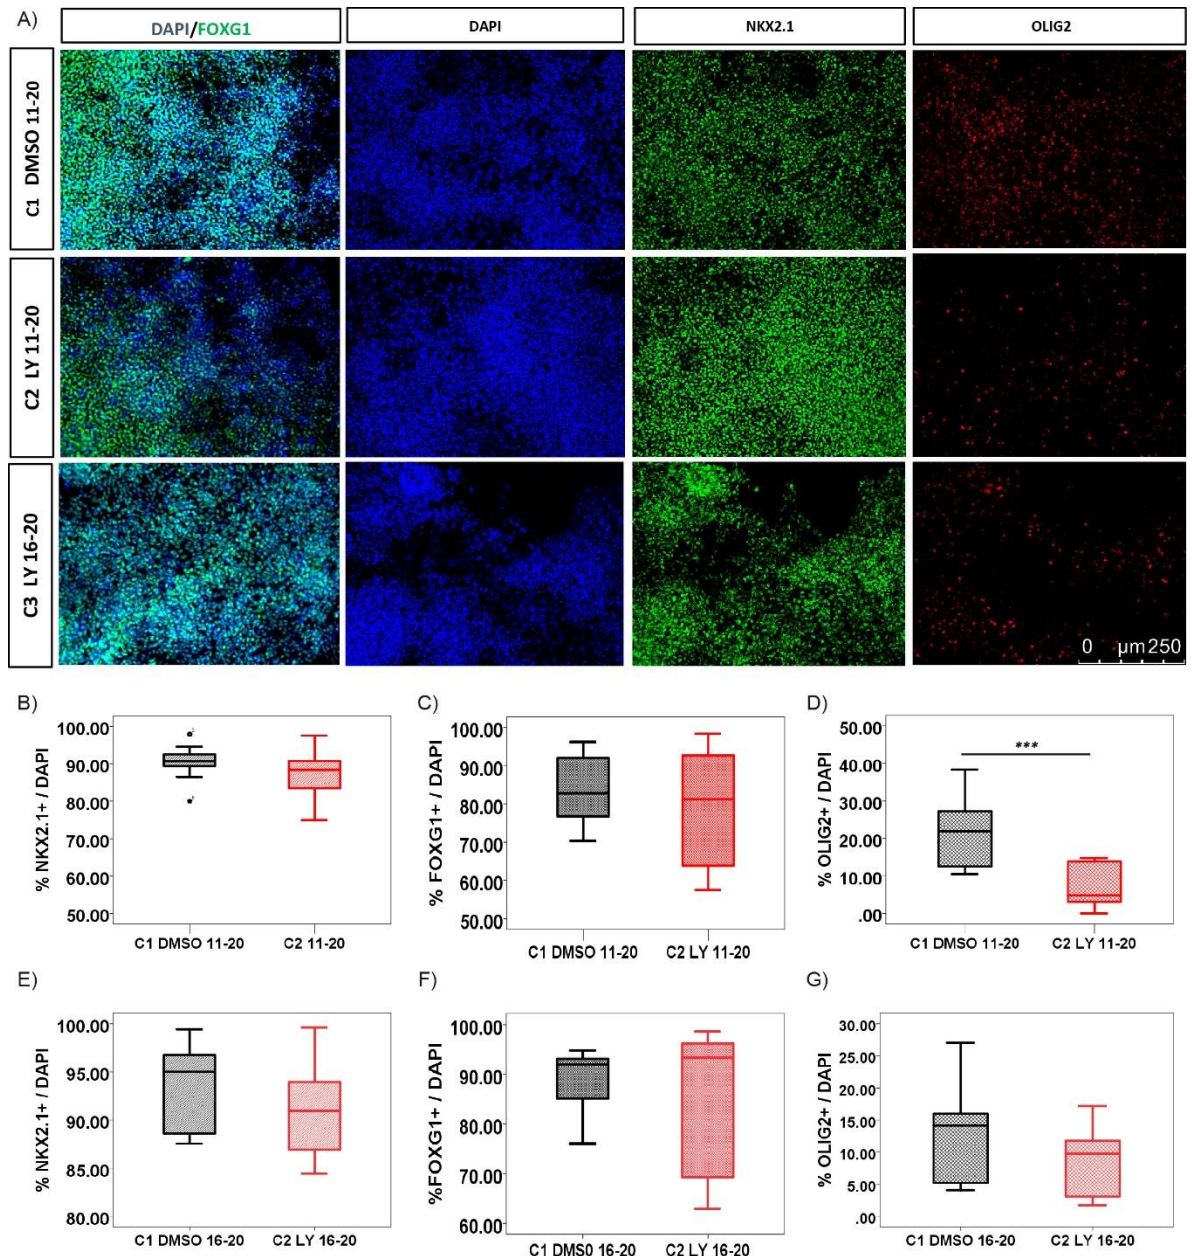 A)
DAPI/FOXG1
DAPI
NKX2.1
OLIG2
C1 DMSO 11-20
C2 LY 11-20
C3 LY 16-20
0 µm 250
B)
% NKX2.1+ / DAPI
100.00
90.00
80.00
70.00
60.00
50.00
C1 DMSO 11-20
C2 11-20
C)
% FOXG1+ / DAPI
100.00
90.00
80.00
70.00
60.00
50.00
C1 DMSO 11-20
C2 LY 11-20
D)
% OLIG2+ / DAPI
50.00
40.00
30.00
20.00
10.00
.00
***
C1 DMSO 11-20
C2 LY 11-20
E)
% NKX2.1+ / DAPI
100.00
95.00
90.00
85.00
80.00
C1 DMSO 16-20
C2 LY 16-20
F)
%FOXG1+ / DAPI
100.00
90.00
80.00
70.00
60.00
C1 DMS0 16-20
C2 LY 16-20
G)
% OLIG2+ / DAPI
30.00
25.00
20.00
15.00
10.00
5.00
.00
C1 DMSO 16-20
C2 LY 16-20